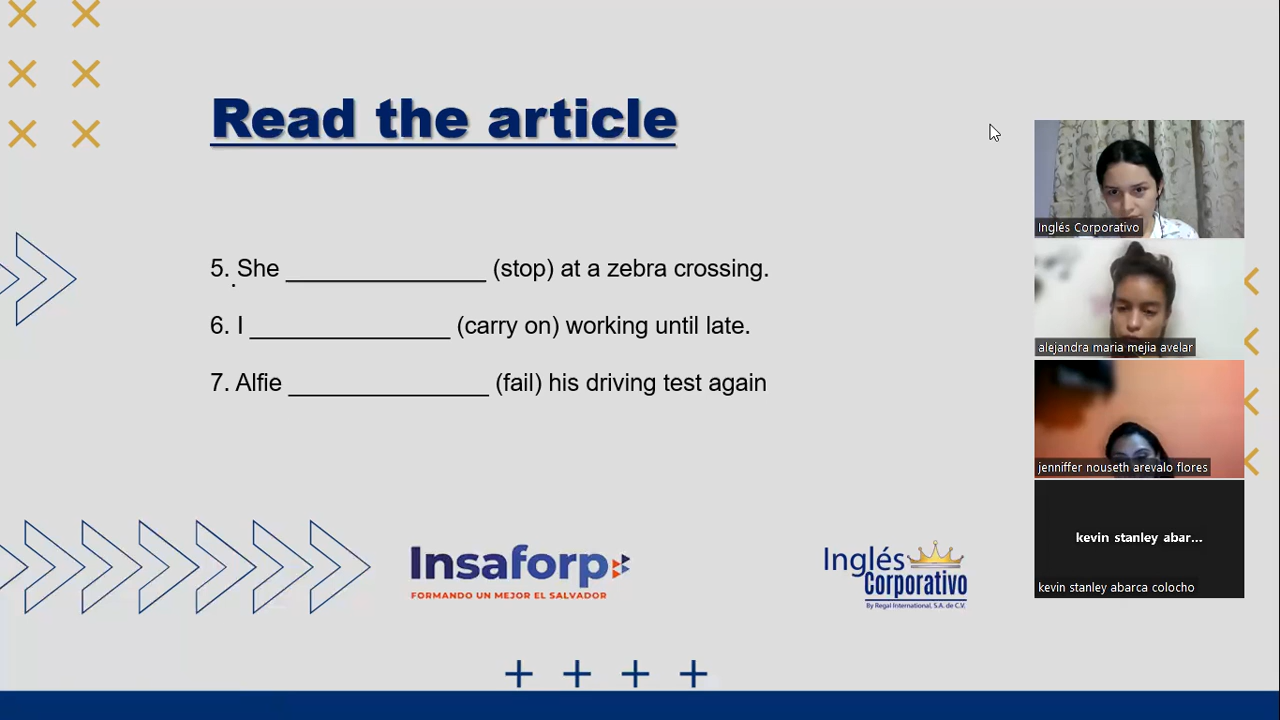 Read the article
5. She _______________ (stop) at a zebra crossing.
.
6. I _______________ (carry on) working until late.
7. Alfie _______________ (fail) his driving test again
Insaforp
FORMANDO UN MEJOR EL SALVADOR
Inglés
Corporativo
By Regal International, S.A. de C.V.
Inglés Corporativo
alejandra maria mejia avelar
jenniffer nouseth arevalo flores
kevin stanley abar...
kevin stanley abarca colocho